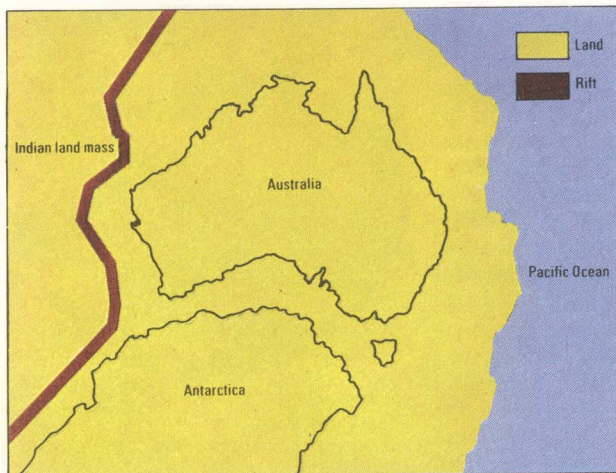 Land
Rift
Indian land mass
Australia
Pacific Ocean
Antarctica